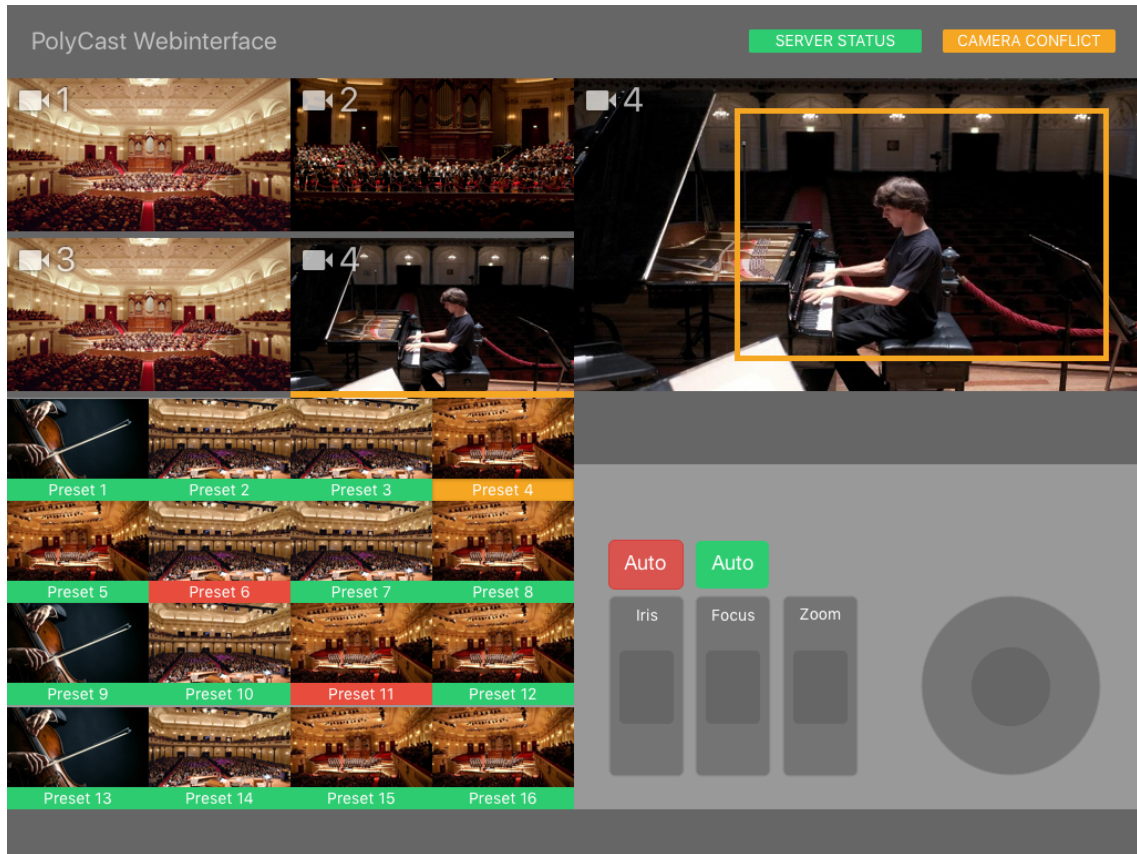 PolyCast Webinterface
SERVER STATUS
CAMERA CONFLICT
1
2
4
3
4
Preset 1
Preset 2
Preset 3
Preset 4
Preset 5
Preset 6
Preset 7
Preset 8
Preset 9
Preset 10
Preset 11
Preset 12
Preset 13
Preset 14
Preset 15
Preset 16
Auto
Auto
Iris
Focus
Zoom